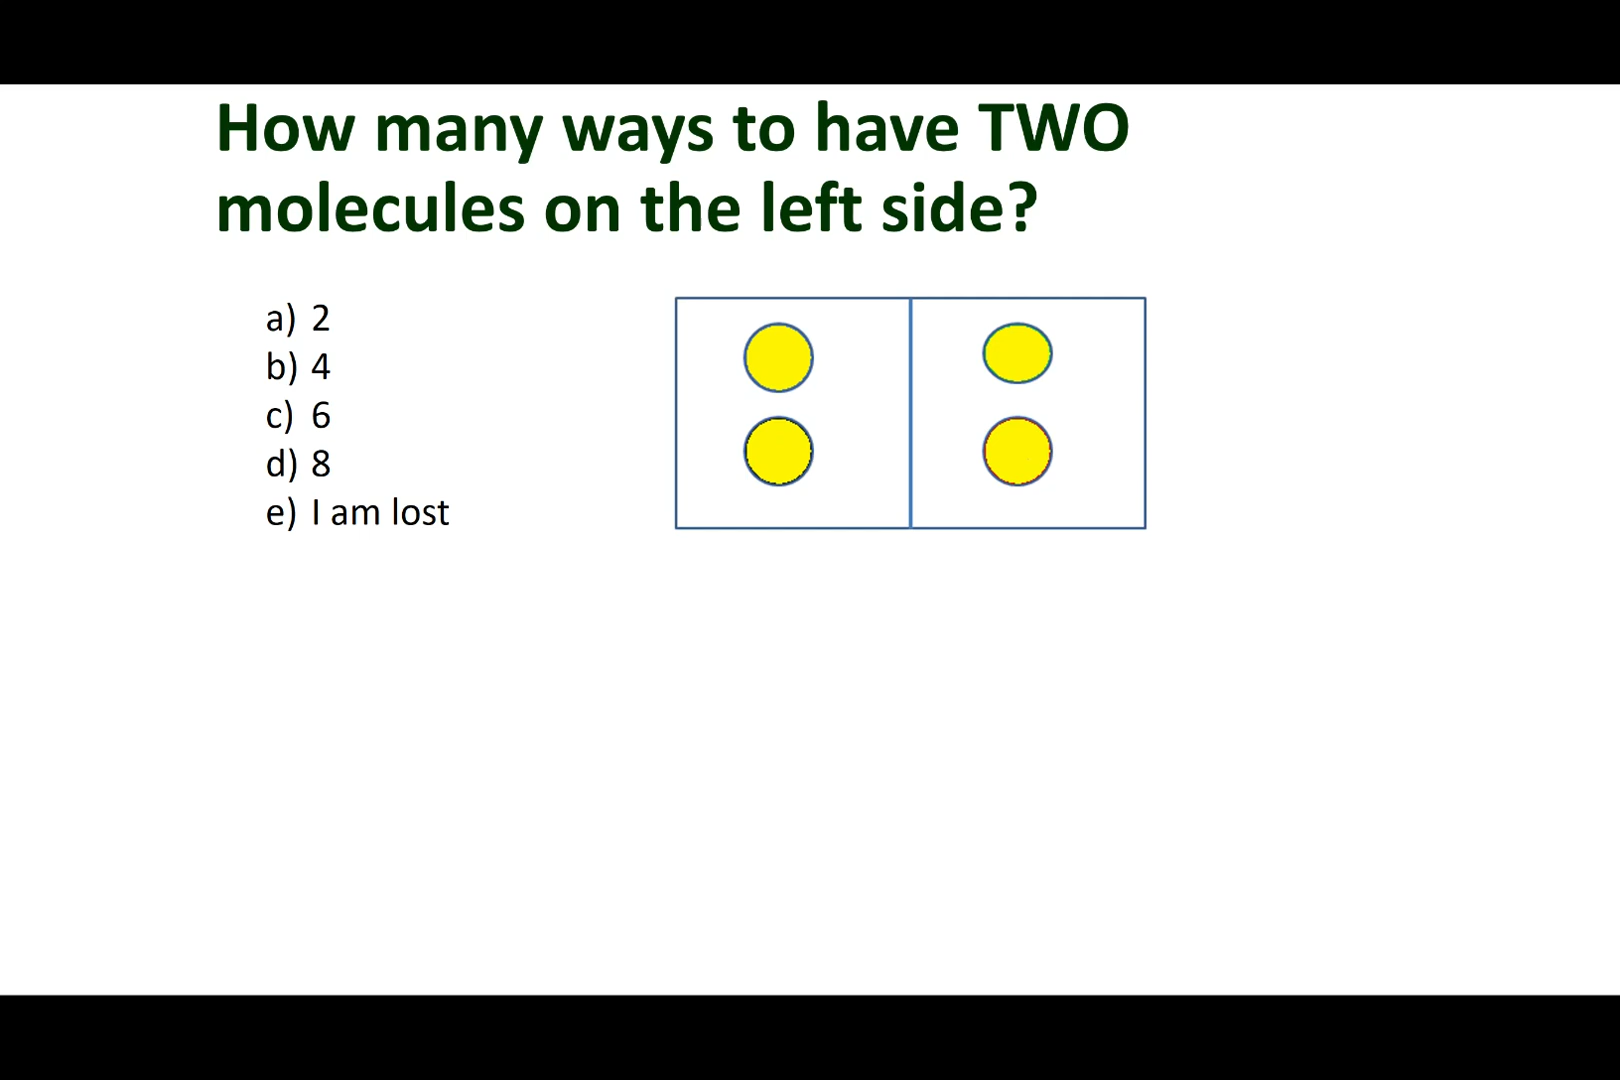 How many ways to have TWO
molecules on the left side?
a) 2
b) 4
c) 6
d) 8
e) I am lost